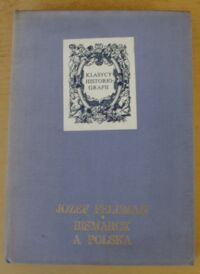 KLASYCY
HISTORIO-
GRAFII
JÓZEF FELDMAN
BISMARCK
A POLSKA